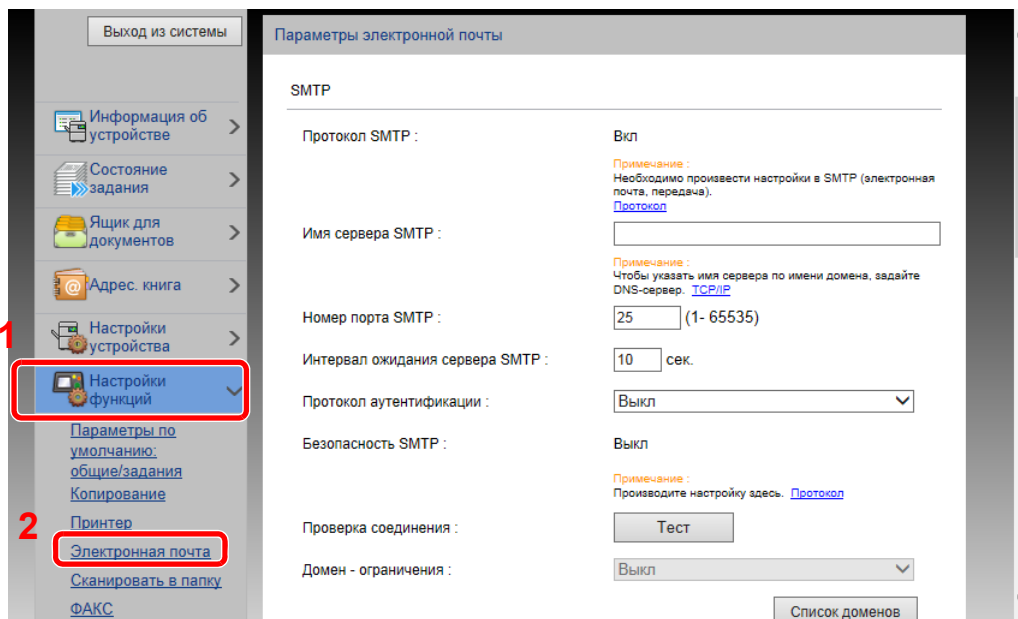 Выход из системы
Информация об
устройстве
Состояние
задания
Ящик для
документов
Адрес. книга
1
Настройки
устройства
Настройки
функций
Параметры по
умолчанию:
общие/задания
Копирование
2
Принтер
Электронная почта
Сканировать в папку
ФАКС
Параметры электронной почты
SMTP
Протокол SMTP :
Вкл
Примечание :
Необходимо произвести настройки в SMTP (электронная
почта, передача).
Протокол
Имя сервера SMTP :
Примечание :
Чтобы указать имя сервера по имени домена, задайте
DNS-сервер. TCP/IP
Номер порта SMTP :
25 (1- 65535)
Интервал ожидания сервера SMTP :
10 сек.
Протокол аутентификации :
Выкл
Безопасность SMTP :
Выкл
Примечание :
Производите настройку здесь. Протокол
Проверка соединения :
Тест
Домен - ограничения :
Выкл
Список доменов